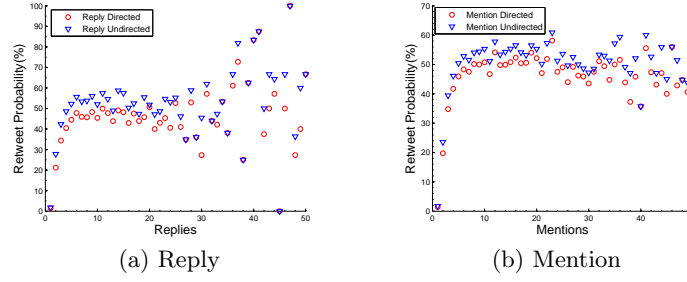 100
90
80
70
60
50
40
30
20
10
0
Retweet Probability(%)
Reply Directed
Reply Undirected
0 10 20 30 40 50
Replies
(a) Reply
70
60
50
40
30
20
10
0
Retweet Probability(%)
Mention Directed
Mention Undirected
0 10 20 30 40
Mentions
(b) Mention